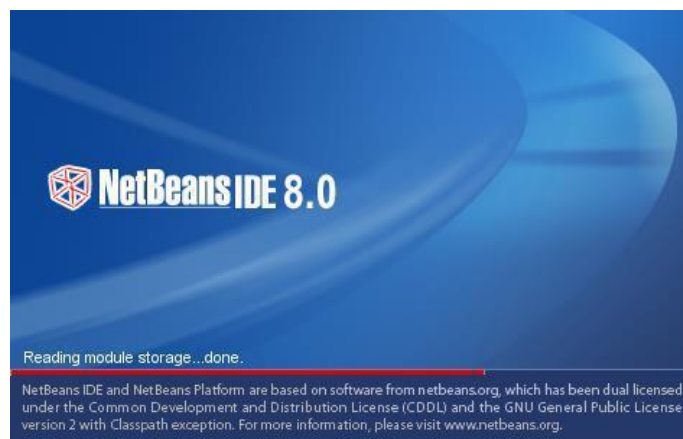 NetBeans IDE 8.0
Reading module storage...done.
NetBeans IDE and NetBeans Platform are based on software from netbeans.org, which has been dual licensed
under the Common Development and Distribution License (CDDL) and the GNU General Public License
version 2 with Classpath exception. For more information, please visit www.netbeans.org.